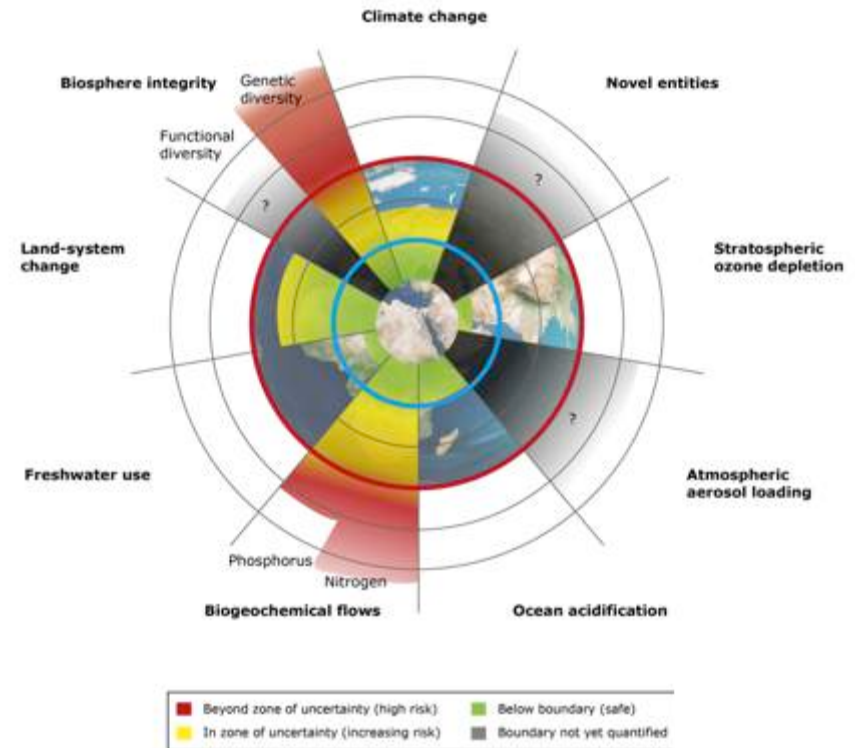 Climate change
Biosphere integrity
Genetic
diversity
Novel entities
Functional
diversity
?
?
Land-system
change
Stratospheric
ozone depletion
?
Freshwater use
Atmospheric
aerosol loading
Phosphorus
Nitrogen
Biogeochemical flows
Ocean acidification
Beyond zone of uncertainty (high risk)
Below boundary (safe)
In zone of uncertainty (increasing risk)
Boundary not yet quantified